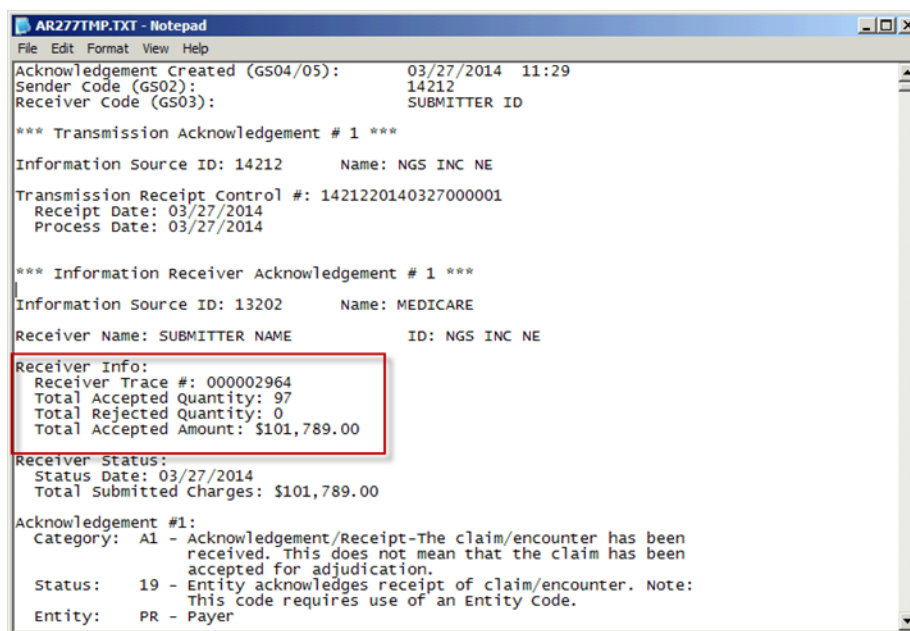 AR277TMP.TXT - Notepad
File Edit Format View Help
Acknowledgement Created (GS04/05): 03/27/2014 11:29
Sender Code (GS02): 14212
Receiver Code (GS03): SUBMITTER ID
*** Transmission Acknowledgement # 1 ***
Information Source ID: 14212 Name: NGS INC NE
Transmission Receipt Control #: 1421220140327000001
Receipt Date: 03/27/2014
Process Date: 03/27/2014
*** Information Receiver Acknowledgement # 1 ***
Information Source ID: 13202 Name: MEDICARE
Receiver Name: SUBMITTER NAME ID: NGS INC NE
Receiver Info:
Receiver Trace #: 000002964
Total Accepted Quantity: 97
Total Rejected Quantity: 0
Total Accepted Amount: $101,789.00
Receiver Status:
Status Date: 03/27/2014
Total Submitted Charges: $101,789.00
Acknowledgement #1:
Category: A1 - Acknowledgement/Receipt-The claim/encounter has been
received. This does not mean that the claim has been
accepted for adjudication.
Status: 19 - Entity acknowledges receipt of claim/encounter. Note:
This code requires use of an Entity Code.
Entity: PR - Payer